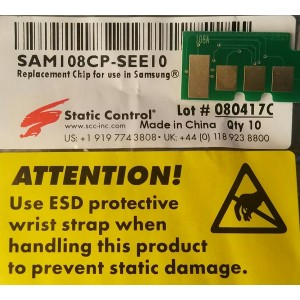 SAM108CP-SEE10
Replacement Chip for use in Samsung®
108A
Static Control®
www.scc-inc.com
Lot # 080417C
Made in China Qty 10
US: +1 919 774 3808 • UK: +44 (0) 118 923 8800
ATTENTION!
Use ESD protective
wrist strap when
handling this product
to prevent static damage.